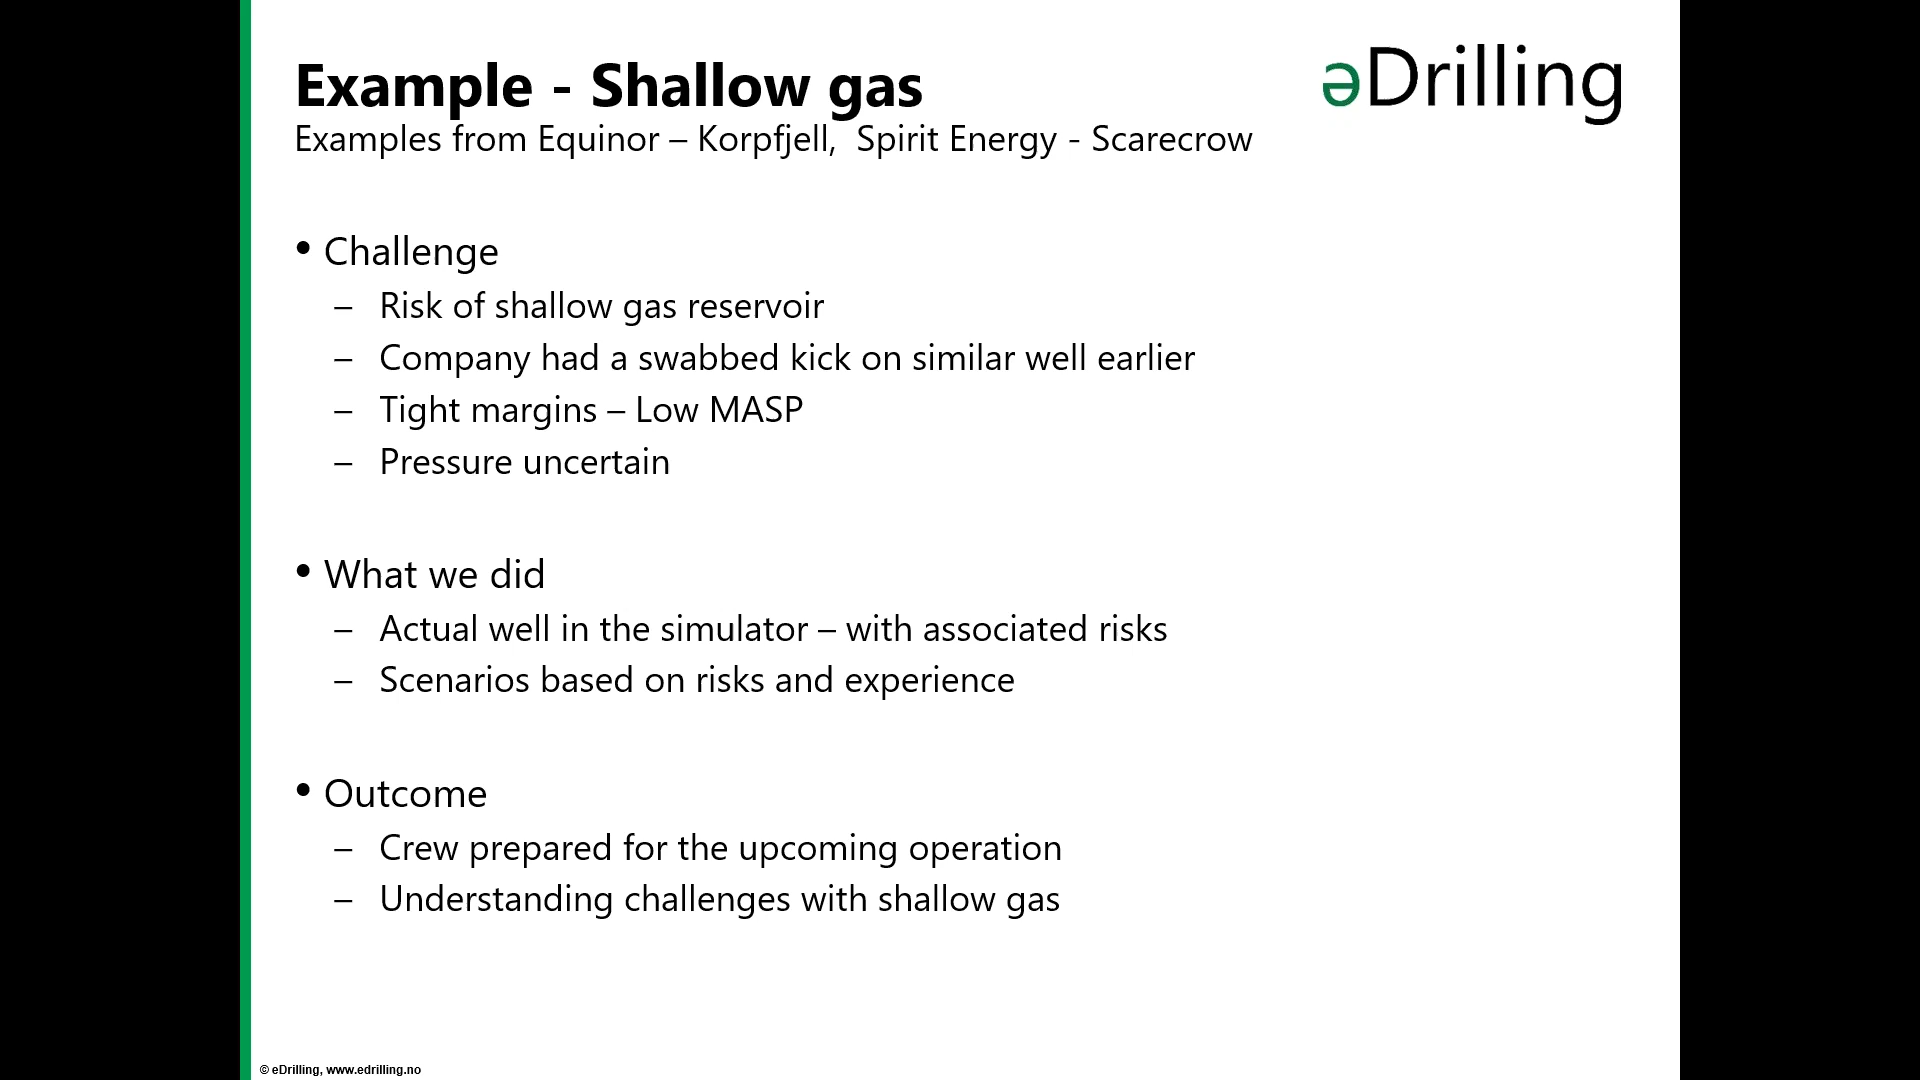 Example - Shallow gas
əDrilling
Examples from Equinor – Korpfjell,  Spirit Energy - Scarecrow
• Challenge
– Risk of shallow gas reservoir
– Company had a swabbed kick on similar well earlier
– Tight margins – Low MASP
– Pressure uncertain
• What we did
– Actual well in the simulator – with associated risks
– Scenarios based on risks and experience
• Outcome
– Crew prepared for the upcoming operation
– Understanding challenges with shallow gas
© eDrilling, www.edrilling.no